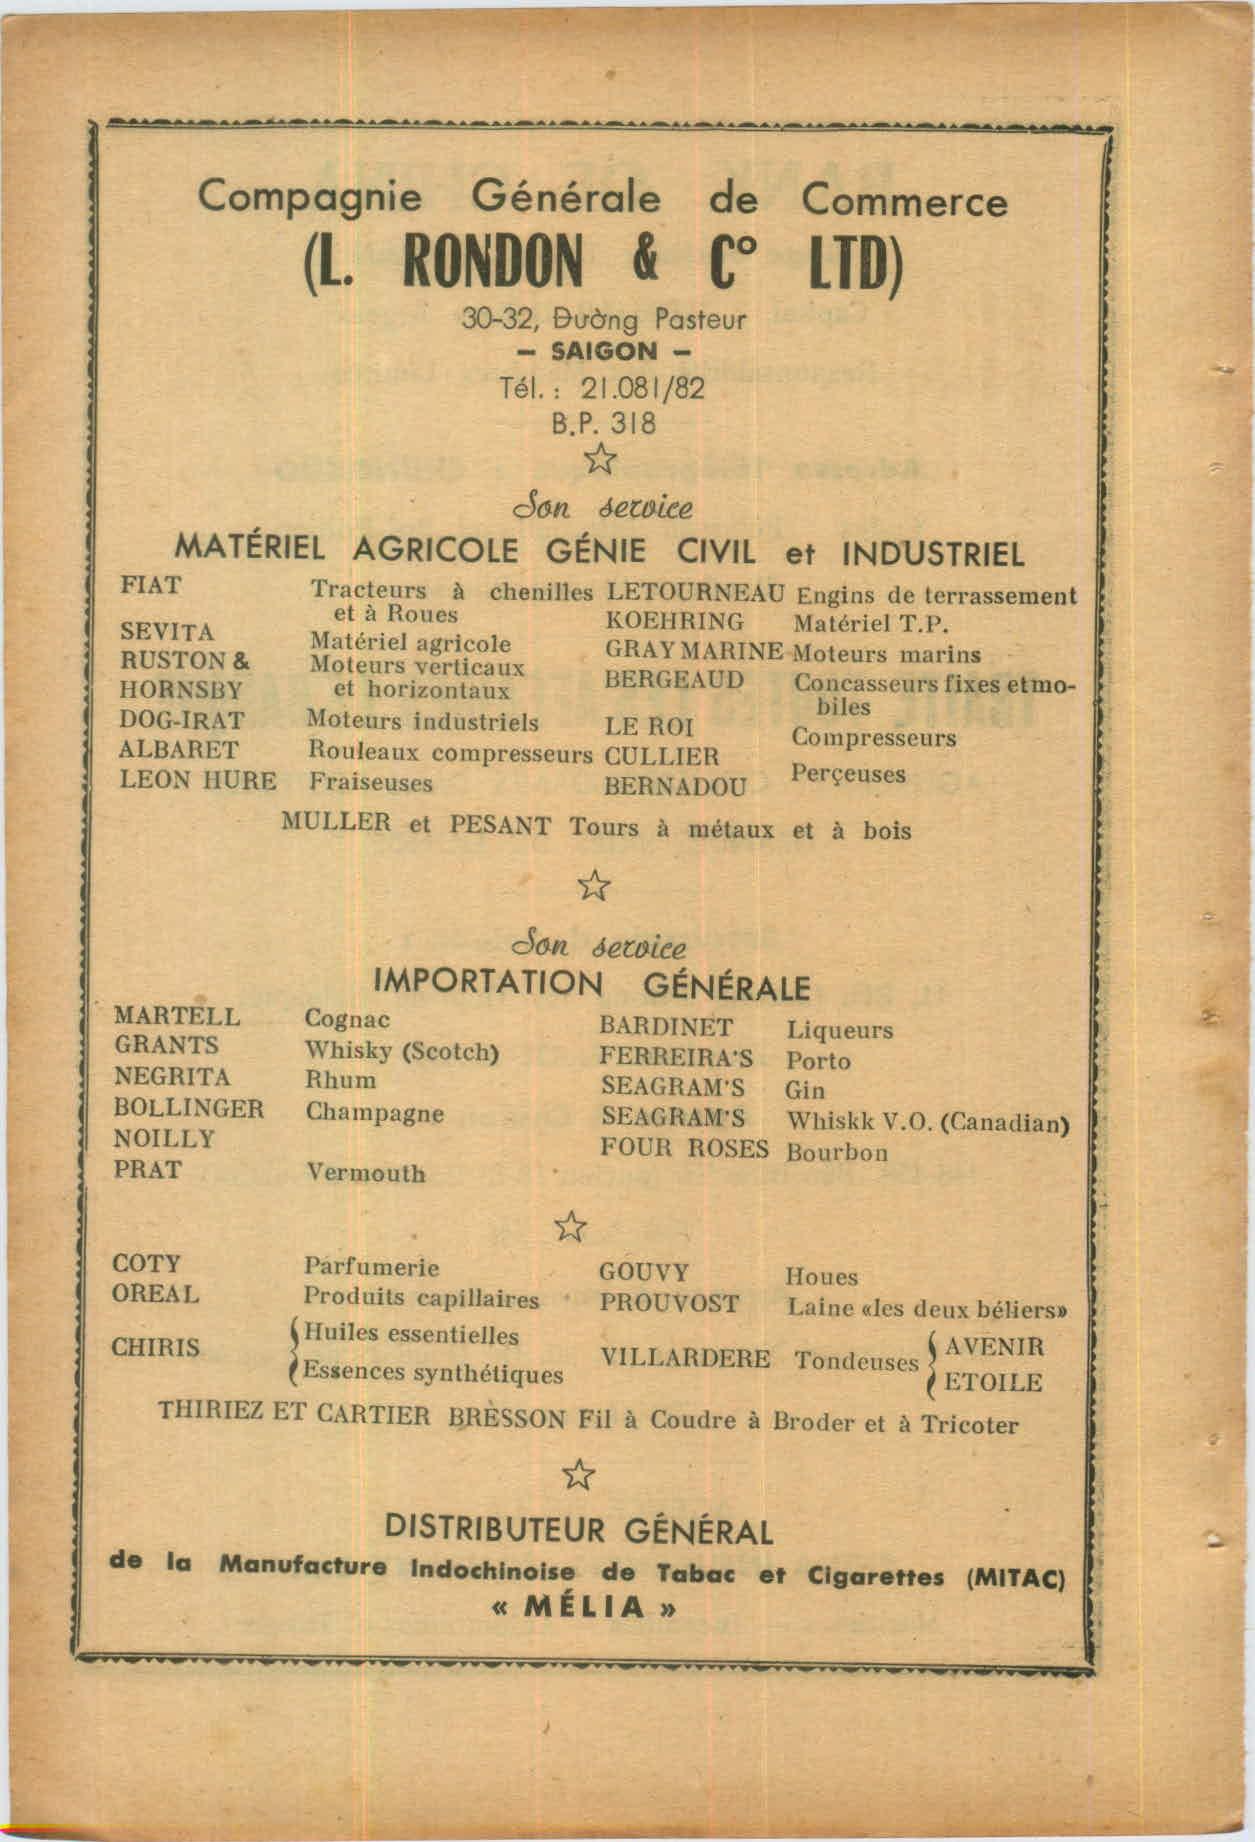 Compagnie Générale de Commerce
(L. RONDON & C° LTD)
30-32, Đường Pasteur
- SAIGON -
Tél. : 21.081/82
B.P. 318
Son service
MATÉRIEL AGRICOLE GÉNIE CIVIL et INDUSTRIEL
FIAT Tracteurs à chenilles
et à Roues
SEVITA Matériel agricole
RUSTON & Moteurs verticaux
HORNSBY et horizontaux
DOG-IRAT Moteurs industriels
ALBARET Rouleaux compresseurs
LEON HURE Fraiseuses
LETOURNEAU Engins de terrassement
KOEHRING Matériel T.P.
GRAY MARINE Moteurs marins
BERGEAUD Concasseurs fixes et mo-
biles
LE ROI Compresseurs
CULLIER
BERNADOU Perçeuses
MULLER et PESANT Tours à métaux et à bois
Son service
IMPORTATION GÉNÉRALE
MARTELL Cognac
GRANTS Whisky (Scotch)
NEGRITA Rhum
BOLLINGER Champagne
NOILLY
PRAT Vermouth
BARDINET Liqueurs
FERREIRA'S Porto
SEAGRAM'S Gin
SEAGRAM'S Whiskk V.O. (Canadian)
FOUR ROSES Bourbon
COTY Parfumerie
OREAL Produits capillaires
CHIRIS Huiles essentielles
Essences synthétiques
GOUVY Houes
PROUVOST Laine «les deux béliers»
VILLARDERE Tondeuses AVENIR
ETOILE
THIRIEZ ET CARTIER BRÈSSON Fil à Coudre à Broder et à Tricoter
DISTRIBUTEUR GÉNÉRAL
de la Manufacture Indochinoise de Tabac et Cigarettes (MITAC)
« MÉLIA »